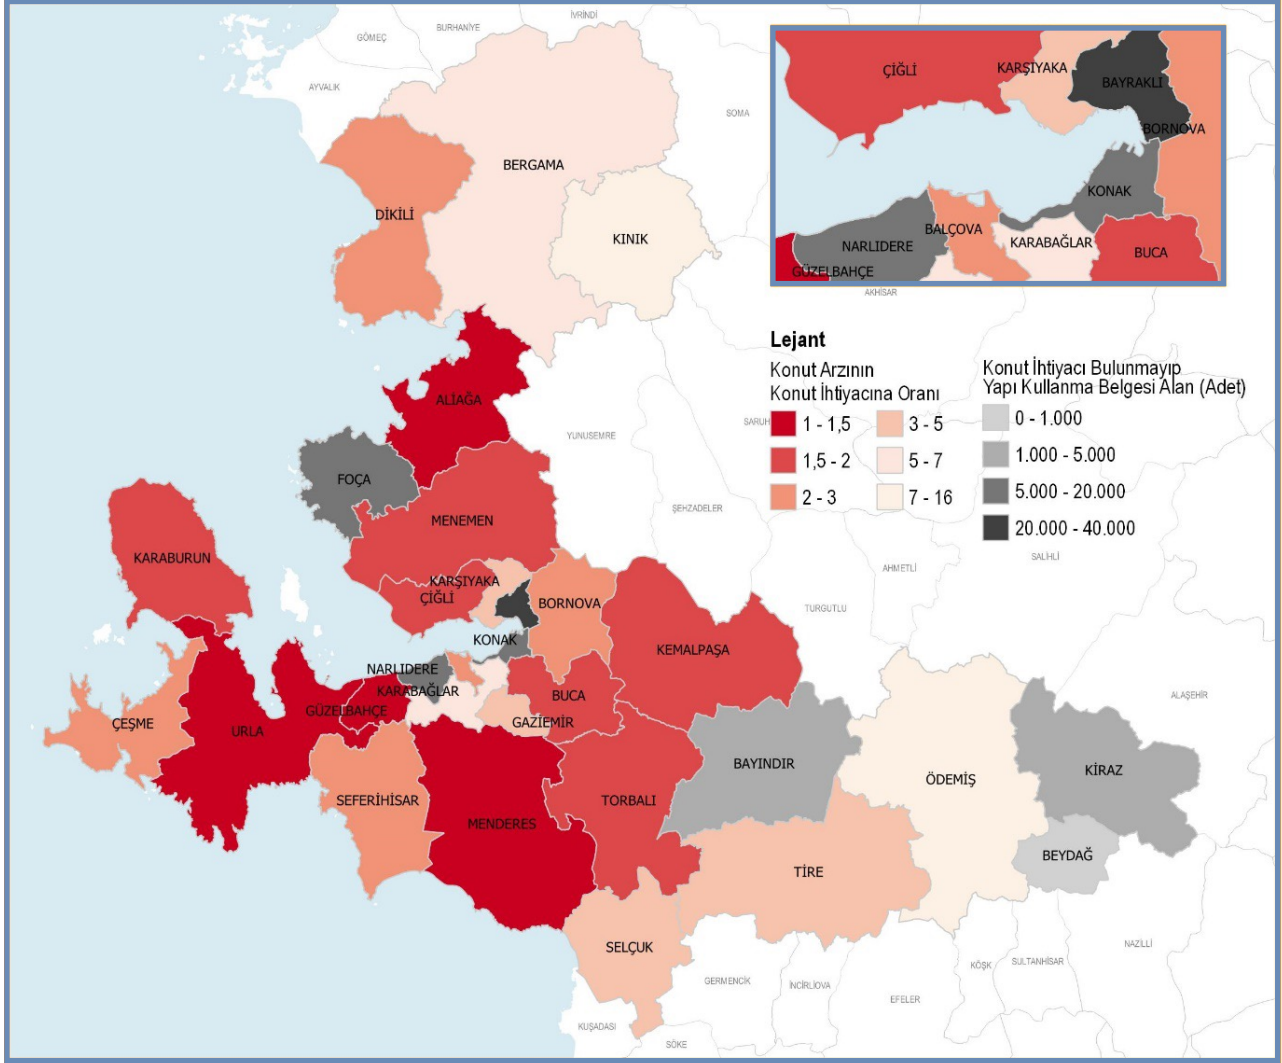 İVRİNDİ
BURHANİYE
GÖMEÇ
AYVALIK
SOMA
BERGAMA
DİKİLİ
KINIK
ÇİĞLİ
KARŞIYAKA
BAYRAKLI
BORNOVA
KONAK
BALÇOVA
NARLIDERE
KARABAĞLAR
BUCA
GÜZELBAHÇE
AKHİSAR
Lejant
Konut Arzının
Konut İhtiyacına Oranı
1 - 1,5
1,5 - 2
2 - 3
3 - 5
5 - 7
7 - 16
Konut İhtiyacı Bulunmayıp
Yapı Kullanma Belgesi Alan (Adet)
0 - 1.000
1.000 - 5.000
5.000 - 20.000
20.000 - 40.000
SARUH
ALİAĞA
YUNUSEMRE
FOÇA
ŞEHZADELER
MENEMEN
KARABURUN
SALİHLİ
AHMETLİ
KARŞIYAKA
ÇİĞLİ
BORNOVA
TURGUTLU
KONAK
KEMALPAŞA
NARLIDERE
KARABAĞLAR
BUCA
ALAŞEHİR
GÜZELBAHÇE
GAZİEMİR
ÇEŞME
URLA
BAYINDIR
KİRAZ
ÖDEMİŞ
SEFERİHİSAR
TORBALI
MENDERES
BEYDAĞ
TİRE
SELÇUK
NAZİLLİ
SULTANHİSAR
KÖŞK
GERMENCİK
İNCİRLİOVA
EFELER
KUŞADASI
SÖKE